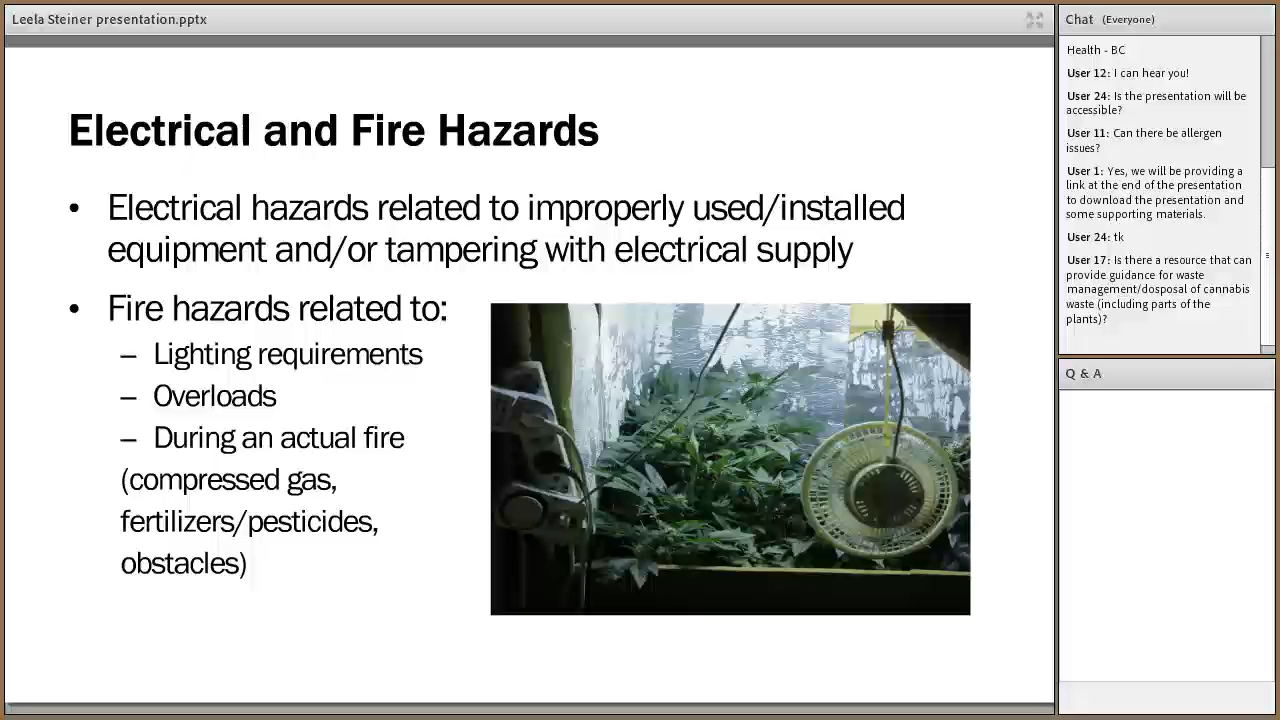 Leela Steiner presentation.pptx
Electrical and Fire Hazards
• Electrical hazards related to improperly used/installed
equipment and/or tampering with electrical supply
• Fire hazards related to:
– Lighting requirements
– Overloads
– During an actual fire
(compressed gas,
fertilizers/pesticides,
obstacles)
Chat (Everyone)
Health - BC
User 12: I can hear you!
User 24: Is the presentation will be
accessible?
User 11: Can there be allergen
issues?
User 1: Yes, we will be providing a
link at the end of the presentation
to download the presentation and
some supporting materials.
User 24: tk
User 17: Is there a resource that can
provide guidance for waste
management/dosposal of cannabis
waste (including parts of the
plants)?
Q & A